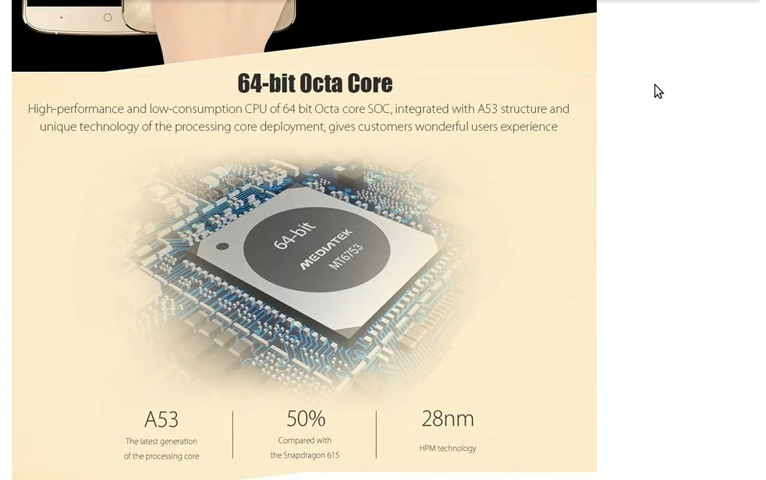 64-bit Octa Core
High-performance and low-consumption CPU of 64 bit Octa core SOC, integrated with A53 structure and
unique technology of the processing core deployment, gives customers wonderful users experience
64-bit
MEDIATEK
MT6753
A53
The latest generation
of the processing core
50%
Compared with
the Snapdragon 615
28nm
HPM technology